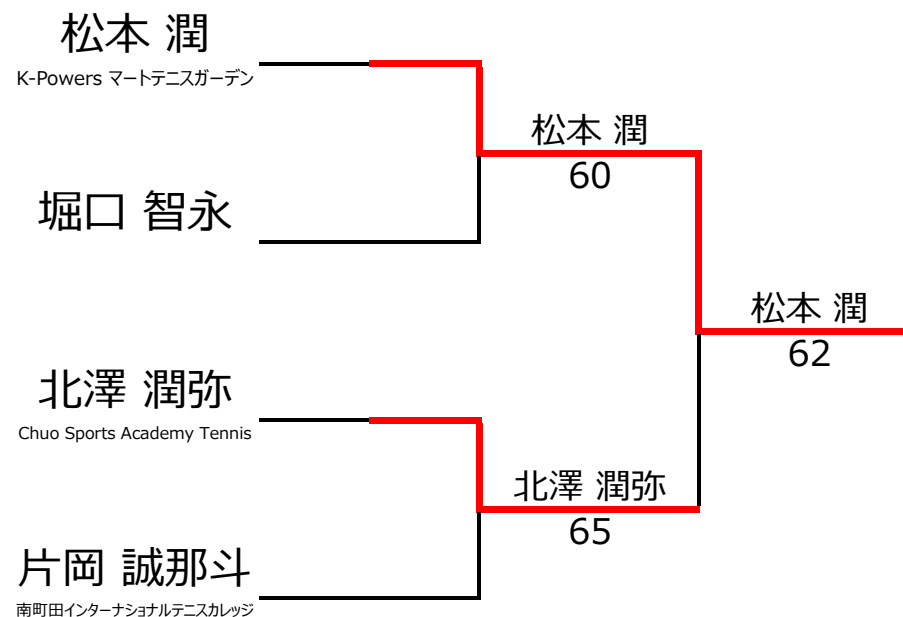 松本 潤
K-Powers マートテニスガーデン
堀口 智永
北澤 潤弥
Chuo Sports Academy Tennis
片岡 誠那斗
南町田インターナショナルテニスカレッジ
松本 潤
60
北澤 潤弥
65
松本 潤
62